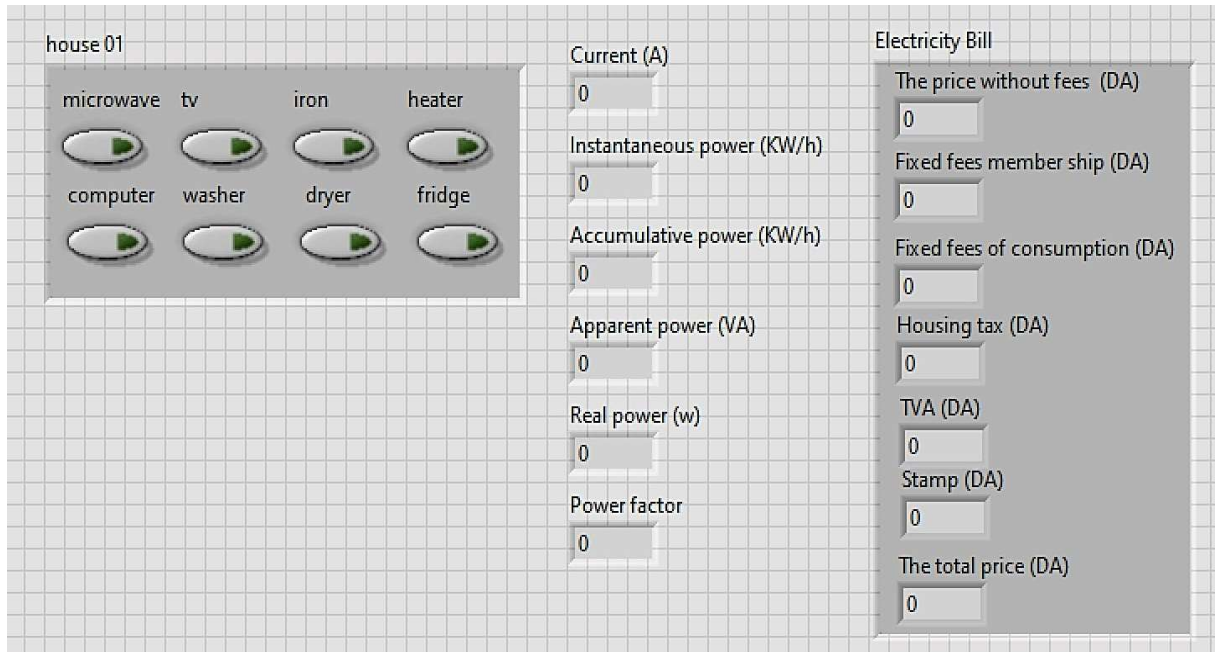 house 01
microwave tv iron heater
computer washer dryer fridge
Current (A)
0
Instantaneous power (KW/h)
0
Accumulative power (KW/h)
0
Apparent power (VA)
0
Real power (w)
0
Power factor
0
Electricity Bill
The price without fees (DA)
0
Fixed fees member ship (DA)
0
Fixed fees of consumption (DA)
0
Housing tax (DA)
0
TVA (DA)
0
Stamp (DA)
0
The total price (DA)
0